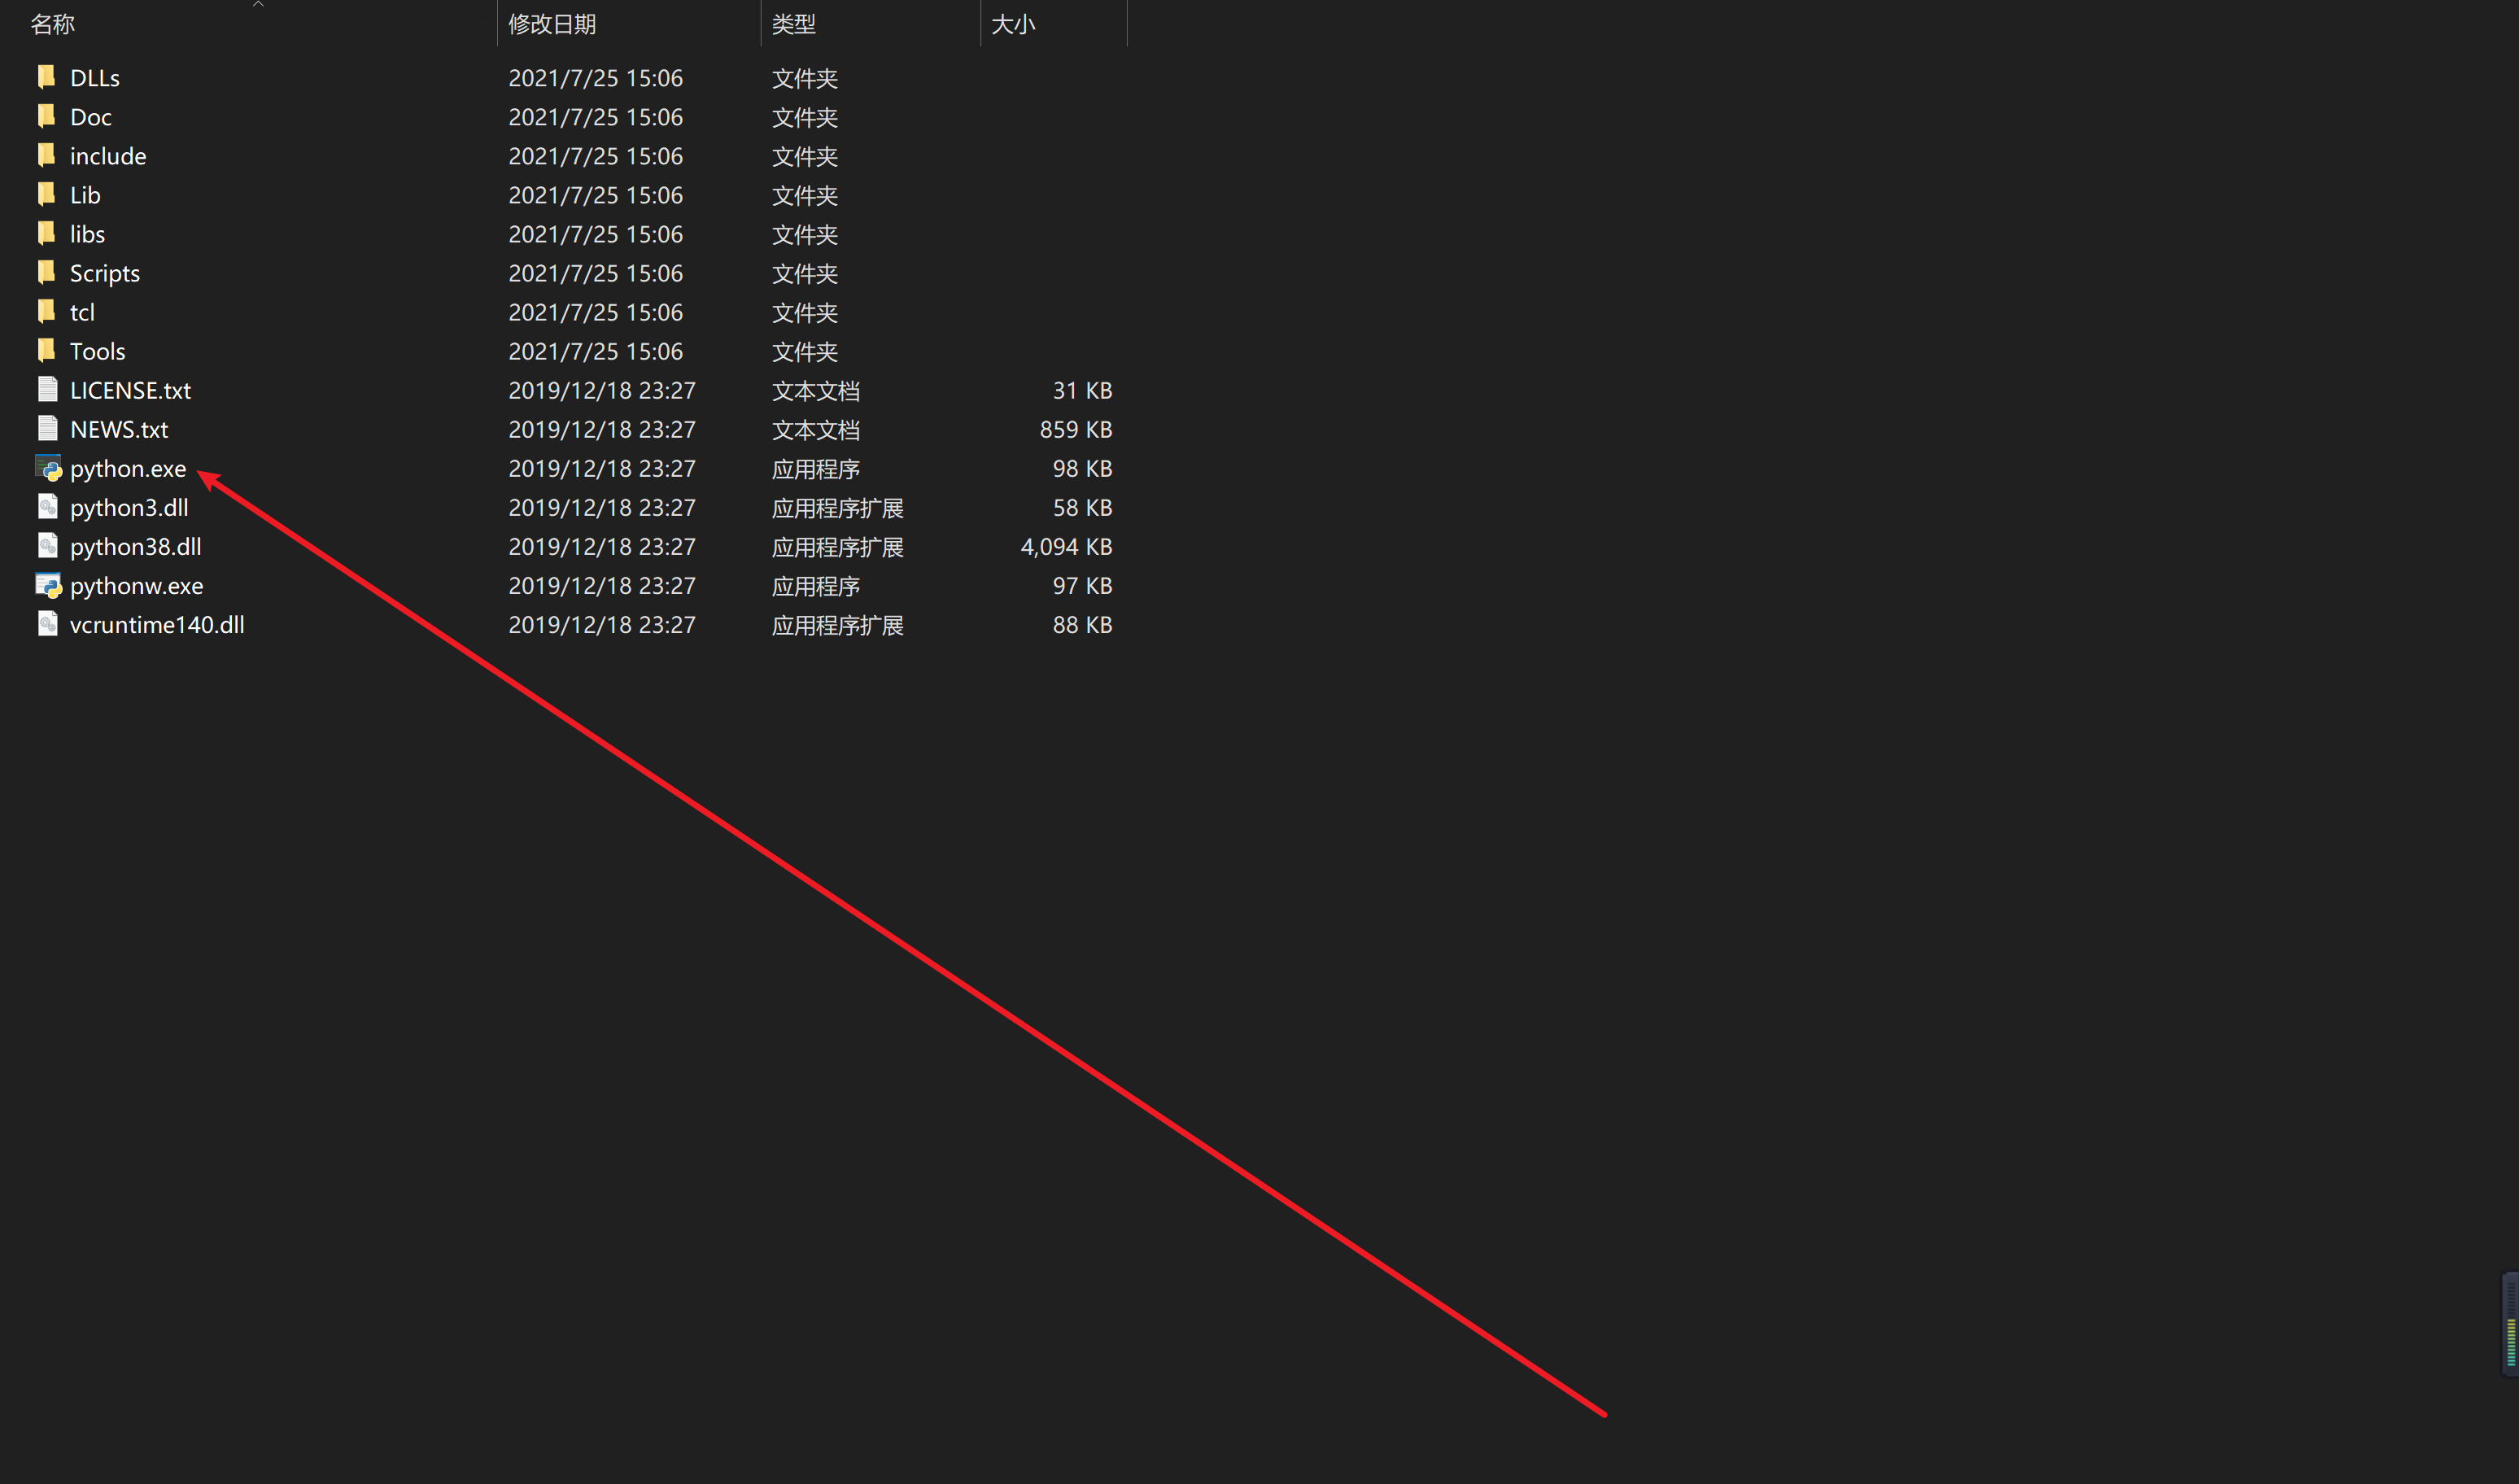 名称 修改日期 类型 大小
DLLs 2021/7/25 15:06 文件夹
Doc 2021/7/25 15:06 文件夹
include 2021/7/25 15:06 文件夹
Lib 2021/7/25 15:06 文件夹
libs 2021/7/25 15:06 文件夹
Scripts 2021/7/25 15:06 文件夹
tcl 2021/7/25 15:06 文件夹
Tools 2021/7/25 15:06 文件夹
LICENSE.txt 2019/12/18 23:27 文本文档 31 KB
NEWS.txt 2019/12/18 23:27 文本文档 859 KB
python.exe 2019/12/18 23:27 应用程序 98 KB
python3.dll 2019/12/18 23:27 应用程序扩展 58 KB
python38.dll 2019/12/18 23:27 应用程序扩展 4,094 KB
pythonw.exe 2019/12/18 23:27 应用程序 97 KB
vcruntime140.dll 2019/12/18 23:27 应用程序扩展 88 KB